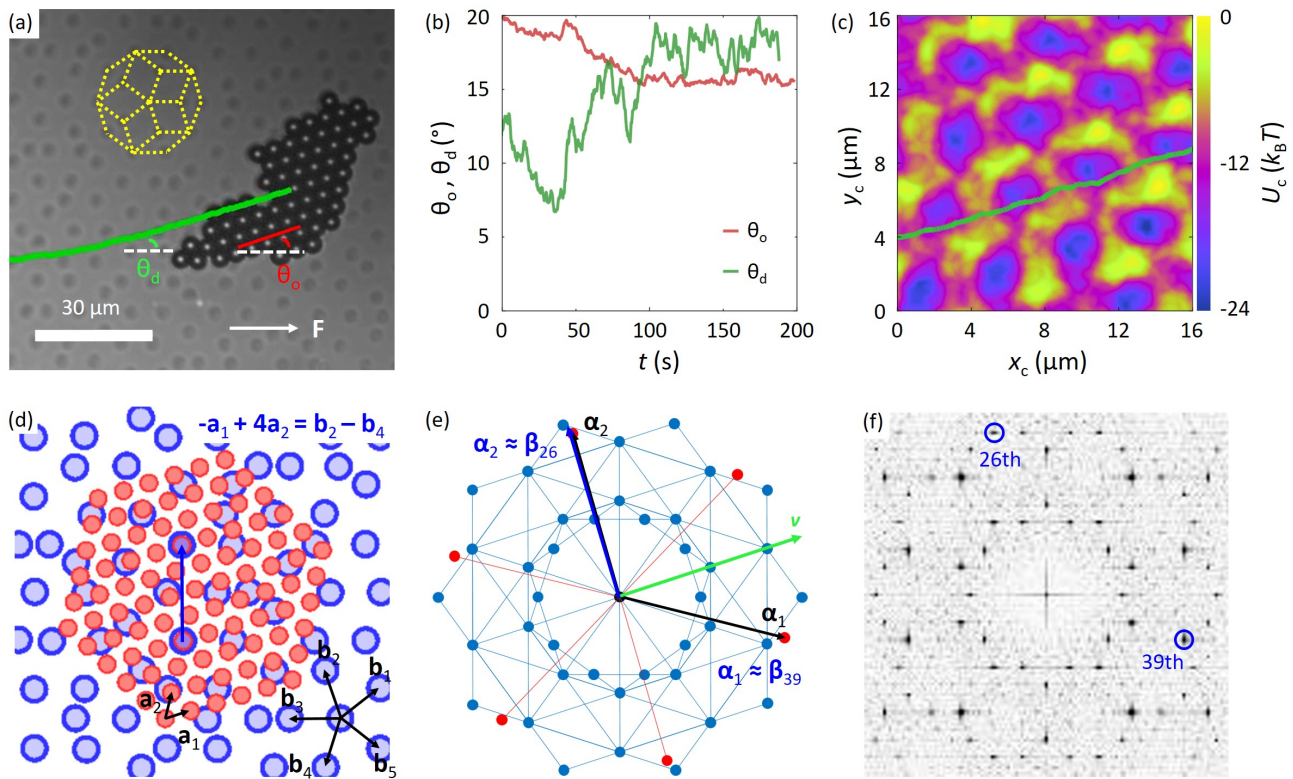 (a)
θd
θo
30 μm
F
(b)
θo , θd (°)
20
15
10
5
0
θo
θd
0
50
100
150
200
t (s)
(c)
yc (μm)
16
12
8
4
0
0
4
8
12
16
xc (μm)
0
-12
-24
Uc (kBT)
(d)
-a1 + 4a2 = b2 – b4
a2
a1
b2
b1
b3
b4
b5
(e)
α2
α2 ≈ β26
v
α1
α1 ≈ β39
(f)
26th
39th